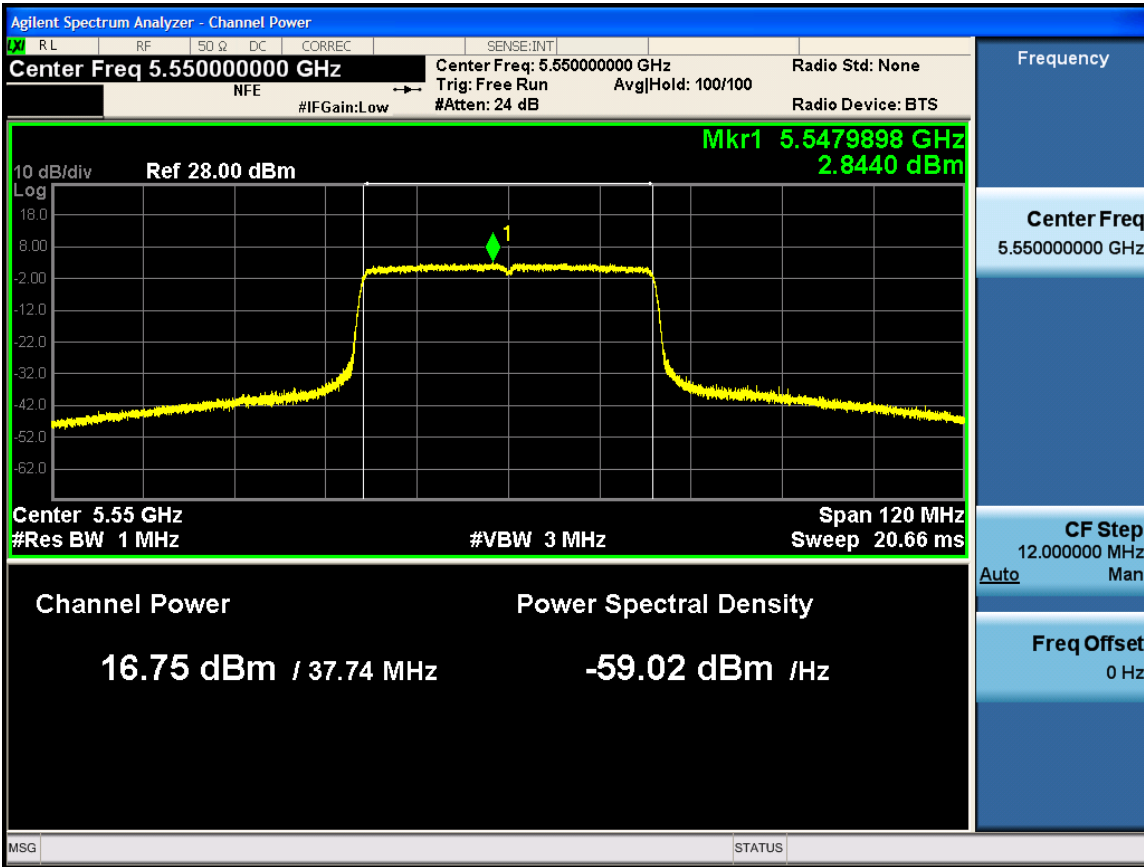 Agilent Spectrum Analyzer - Channel Power
LXI RL RF 50 Ω DC CORREC SENSE:INT
Center Freq 5.550000000 GHz
NFE
#IFGain:Low
Center Freq: 5.550000000 GHz
Trig: Free Run Avg|Hold: 100/100
#Atten: 24 dB
Radio Std: None
Radio Device: BTS
Mkr1 5.5479898 GHz
2.8440 dBm
10 dB/div Ref 28.00 dBm
Log
18.0
8.00
-2.00
-12.0
-22.0
-32.0
-42.0
-52.0
-62.0
1
Center 5.55 GHz Span 120 MHz
#Res BW 1 MHz #VBW 3 MHz Sweep 20.66 ms
Channel Power Power Spectral Density
16.75 dBm / 37.74 MHz -59.02 dBm /Hz
Frequency
Center Freq
5.550000000 GHz
CF Step
12.000000 MHz
Auto Man
Freq Offset
0 Hz
MSG STATUS